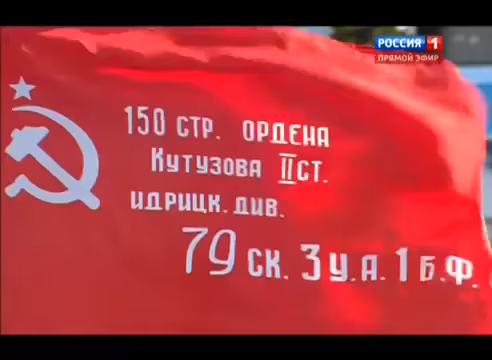 РОССИЯ 1
ПРЯМОЙ ЭФИР
150 СТР. ОРДЕНА
КУТУЗОВА II СТ.
ИДРИЦК. ДИВ.
79 СК. 3 У.А. 1 Б.Ф.